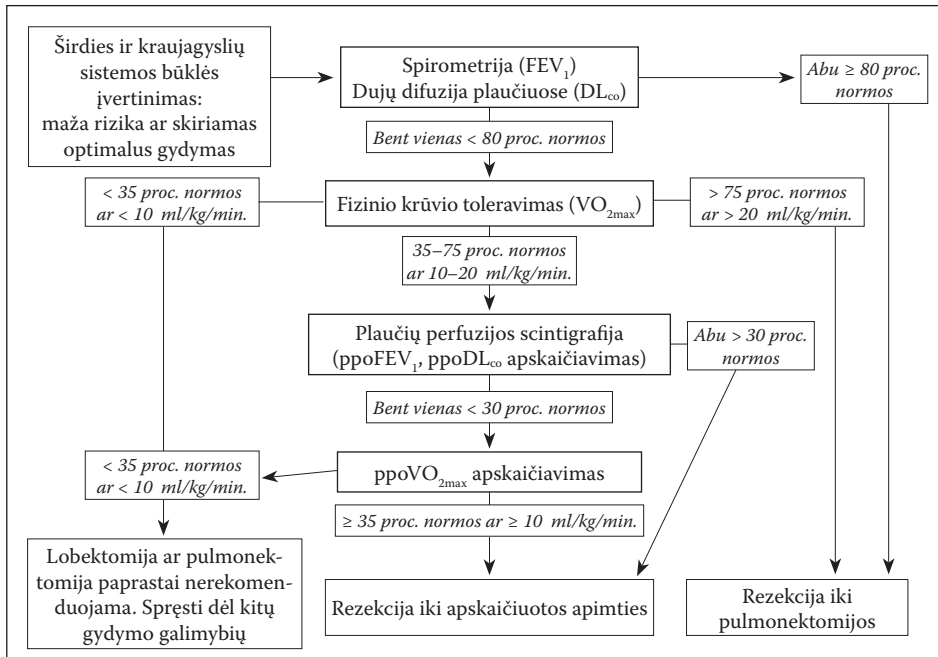 Širdies ir kraujagyslių
sistemos būklės
įvertinimas:
maža rizika ar skiriamas
optimalus gydymas
Spirometrija (FEV₁)
Dujų difuzija plaučiuose (DL꜀ₒ)
Abu ≥ 80 proc.
normos
Bent vienas < 80 proc. normos
< 35 proc. normos
ar < 10 ml/kg/min.
Fizinio krūvio toleravimas (VO₂ₘₐₓ)
> 75 proc. normos
ar > 20 ml/kg/min.
35–75 proc. normos
ar 10–20 ml/kg/min.
Plaučių perfuzijos scintigrafija
(ppoFEV₁, ppoDL꜀ₒ apskaičiavimas)
Abu > 30 proc.
normos
Bent vienas < 30 proc. normos
< 35 proc. normos
ar < 10 ml/kg/min.
ppoVO₂ₘₐₓ apskaičiavimas
≥ 35 proc. normos ar ≥ 10 ml/kg/min.
Lobektomija ar pulmonek-
tomija paprastai nerekomen-
duojama. Spręsti dėl kitų
gydymo galimybių
Rezekcija iki apskaičiuotos apimties
Rezekcija iki
pulmonektomijos